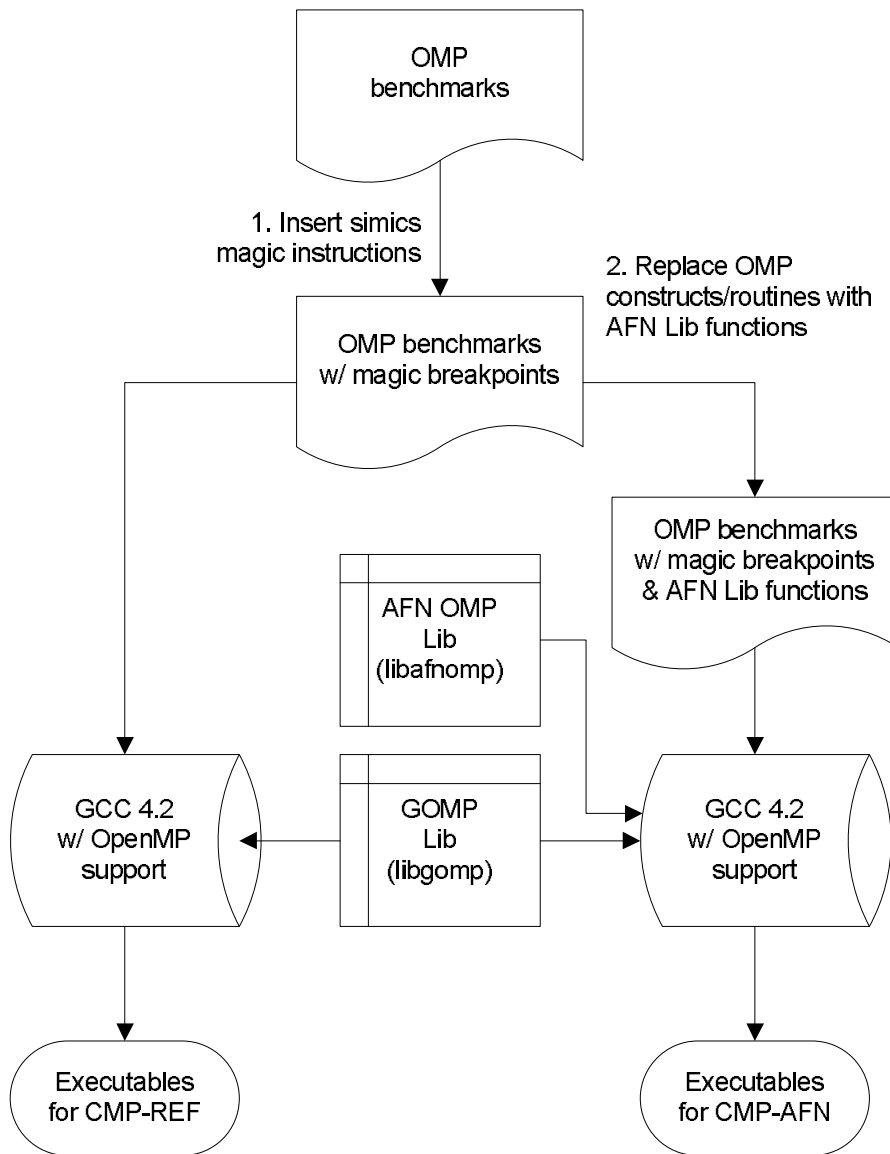 OMP
benchmarks
1. Insert simics
magic instructions
2. Replace OMP
constructs/routines with
AFN Lib functions
OMP benchmarks
w/ magic breakpoints
OMP benchmarks
w/ magic breakpoints
& AFN Lib functions
AFN OMP
Lib
(libafnomp)
GCC 4.2
w/ OpenMP
support
GOMP
Lib
(libgomp)
GCC 4.2
w/ OpenMP
support
Executables
for CMP-REF
Executables
for CMP-AFN